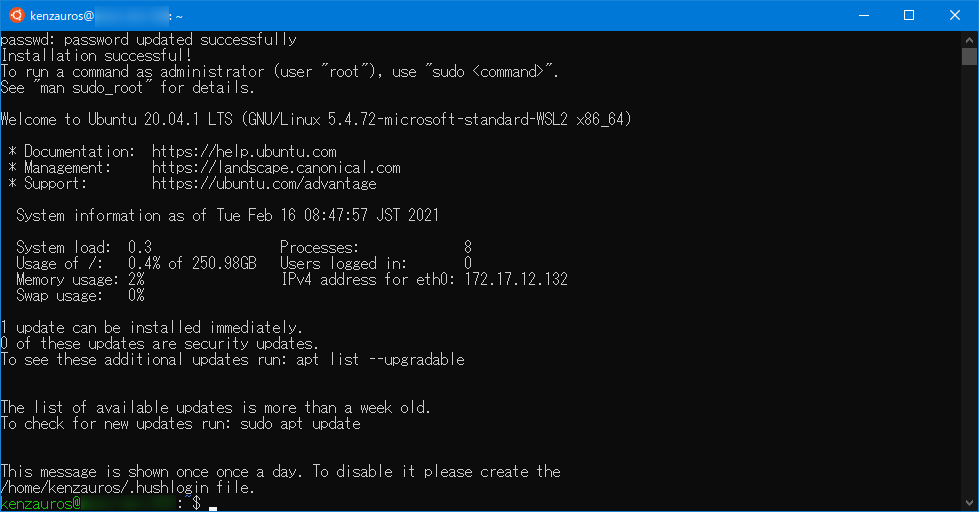 kenzauros@ : ~
passwd: password updated successfully
Installation successful!
To run a command as administrator (user "root"), use "sudo <command>".
See "man sudo_root" for details.
Welcome to Ubuntu 20.04.1 LTS (GNU/Linux 5.4.72-microsoft-standard-WSL2 x86_64)
* Documentation:  https://help.ubuntu.com
* Management:     https://landscape.canonical.com
* Support:        https://ubuntu.com/advantage
System information as of Tue Feb 16 08:47:57 JST 2021
System load:  0.3                Processes:             8
Usage of /:   0.4% of 250.98GB   Users logged in:       0
Memory usage: 2%                 IPv4 address for eth0: 172.17.12.132
Swap usage:   0%
1 update can be installed immediately.
0 of these updates are security updates.
To see these additional updates run: apt list --upgradable
The list of available updates is more than a week old.
To check for new updates run: sudo apt update
This message is shown once once a day. To disable it please create the
/home/kenzauros/.hushlogin file.
kenzauros@ :~$